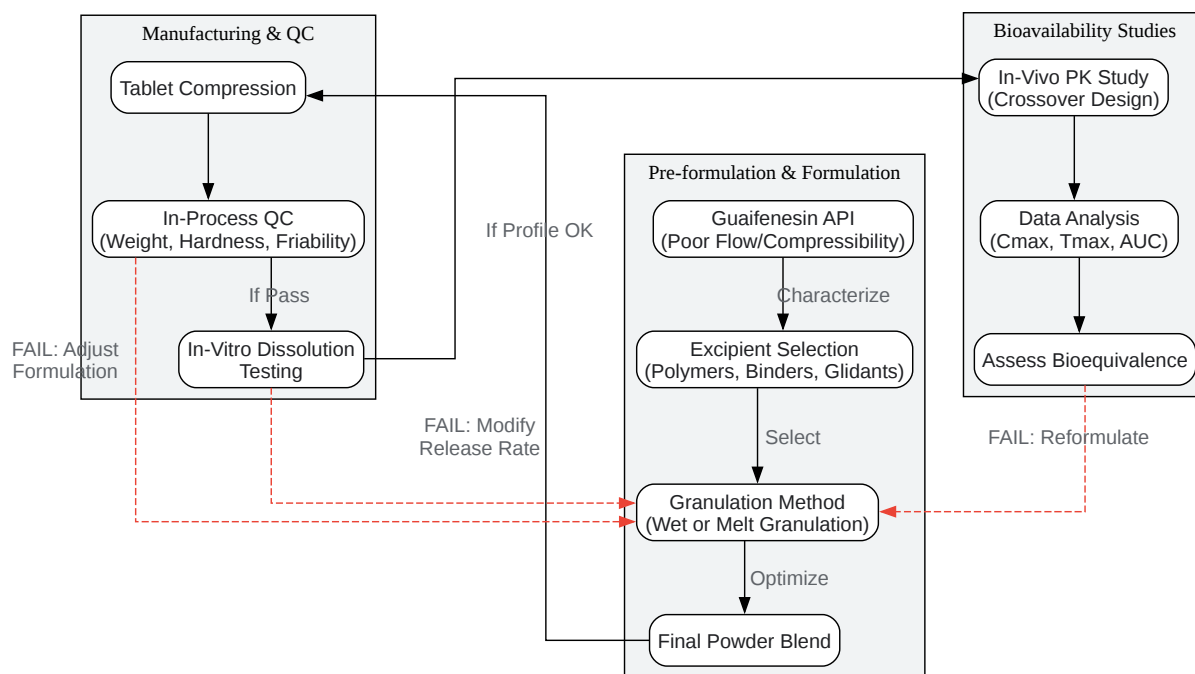 Manufacturing & QC
Tablet Compression
In-Process QC
(Weight, Hardness, Friability)
If Pass
In-Vitro Dissolution
Testing
FAIL: Adjust
Formulation
If Profile OK
FAIL: Modify
Release Rate
Pre-formulation & Formulation
Guaifenesin API
(Poor Flow/Compressibility)
Characterize
Excipient Selection
(Polymers, Binders, Glidants)
Select
Granulation Method
(Wet or Melt Granulation)
Optimize
Final Powder Blend
Bioavailability Studies
In-Vivo PK Study
(Crossover Design)
Data Analysis
(Cmax, Tmax, AUC)
Assess Bioequivalence
FAIL: Reformulate